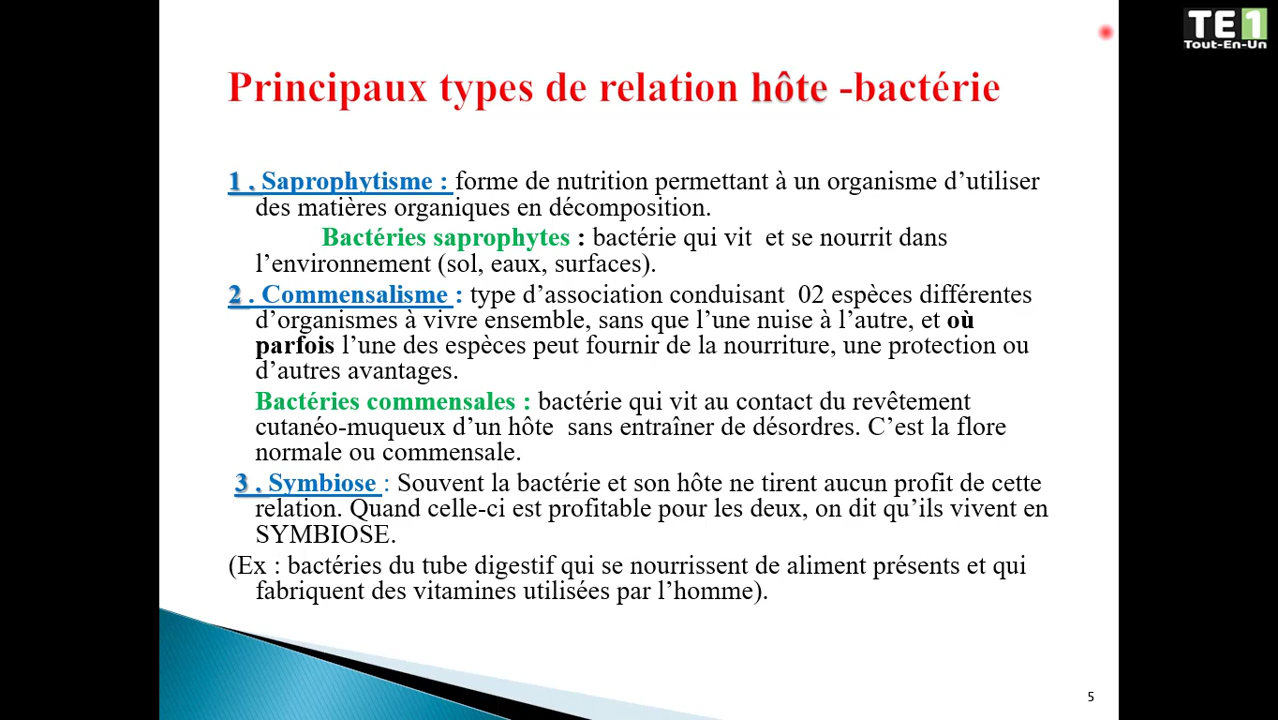 TE1
Tout-En-Un
Principaux types de relation hôte -bactérie
1 . Saprophytisme : forme de nutrition permettant à un organisme d’utiliser
des matières organiques en décomposition.
Bactéries saprophytes : bactérie qui vit et se nourrit dans
l’environnement (sol, eaux, surfaces).
2 . Commensalisme : type d’association conduisant 02 espèces différentes
d’organismes à vivre ensemble, sans que l’une nuise à l’autre, et où
parfois l’une des espèces peut fournir de la nourriture, une protection ou
d’autres avantages.
Bactéries commensales : bactérie qui vit au contact du revêtement
cutanéo-muqueux d’un hôte sans entraîner de désordres. C’est la flore
normale ou commensale.
3 . Symbiose : Souvent la bactérie et son hôte ne tirent aucun profit de cette
relation. Quand celle-ci est profitable pour les deux, on dit qu’ils vivent en
SYMBIOSE.
(Ex : bactéries du tube digestif qui se nourrissent de aliment présents et qui
fabriquent des vitamines utilisées par l’homme).
5